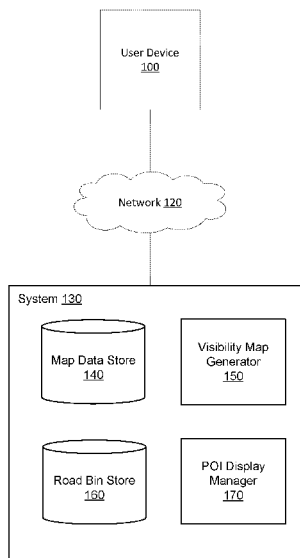 User Device
100
Network 120
System 130
Map Data Store
140
Visibility Map
Generator
150
Road Bin Store
160
POI Display
Manager
170